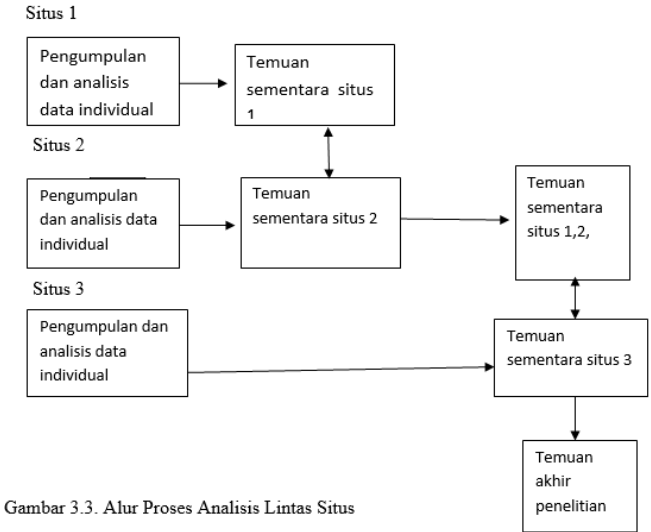 Situs 1
Pengumpulan
dan analisis
data individual
Temuan
sementara situs
1
Situs 2
Pengumpulan
dan analisis data
individual
Temuan
sementara situs 2
Temuan
sementara
situs 1,2,
Situs 3
Pengumpulan dan
analisis data
individual
Temuan
sementara situs 3
Temuan
akhir
penelitian
Gambar 3.3. Alur Proses Analisis Lintas Situs